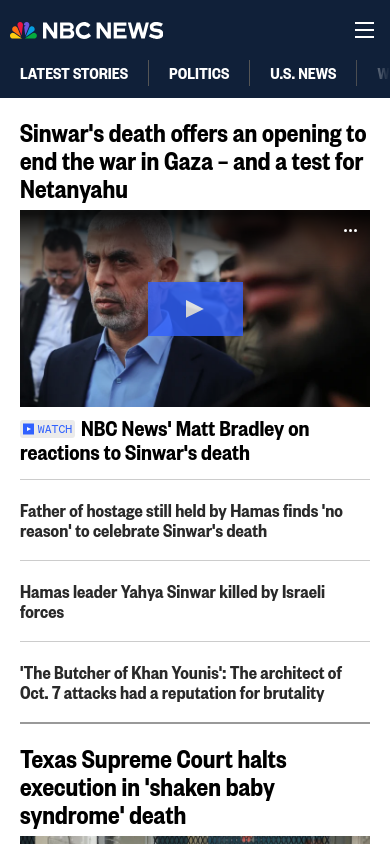 NBC NEWS
LATEST STORIES
POLITICS
U.S. NEWS
Sinwar's death offers an opening to
end the war in Gaza – and a test for
Netanyahu
WATCH NBC News' Matt Bradley on
reactions to Sinwar's death
Father of hostage still held by Hamas finds 'no
reason' to celebrate Sinwar's death
Hamas leader Yahya Sinwar killed by Israeli
forces
'The Butcher of Khan Younis': The architect of
Oct. 7 attacks had a reputation for brutality
Texas Supreme Court halts
execution in 'shaken baby
syndrome' death